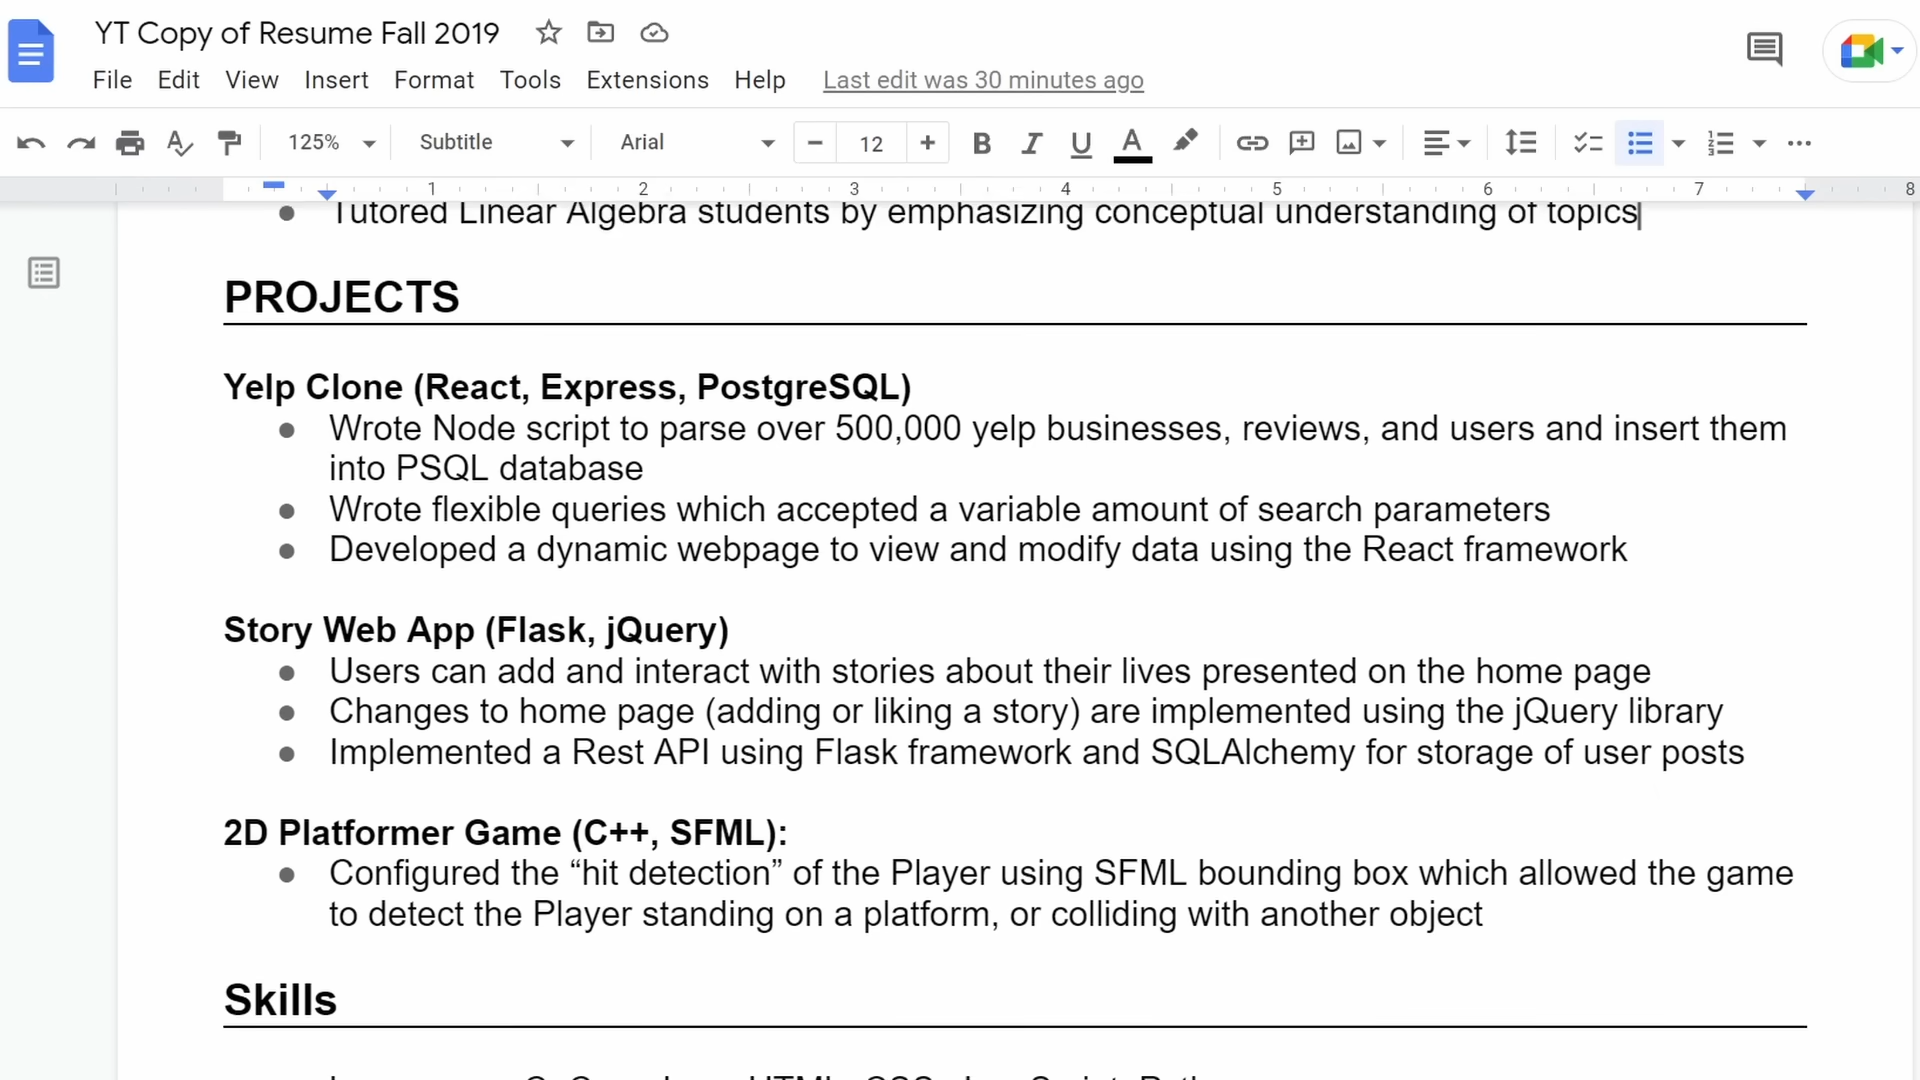 YT Copy of Resume Fall 2019
File Edit View Insert Format Tools Extensions Help Last edit was 30 minutes ago
125% Subtitle Arial 12
1 2 3 4 5 6 7 8
Tutored Linear Algebra students by emphasizing conceptual understanding of topics
PROJECTS
Yelp Clone (React, Express, PostgreSQL)
● Wrote Node script to parse over 500,000 yelp businesses, reviews, and users and insert them
into PSQL database
● Wrote flexible queries which accepted a variable amount of search parameters
● Developed a dynamic webpage to view and modify data using the React framework
Story Web App (Flask, jQuery)
● Users can add and interact with stories about their lives presented on the home page
● Changes to home page (adding or liking a story) are implemented using the jQuery library
● Implemented a Rest API using Flask framework and SQLAlchemy for storage of user posts
2D Platformer Game (C++, SFML):
● Configured the “hit detection” of the Player using SFML bounding box which allowed the game
to detect the Player standing on a platform, or colliding with another object
Skills